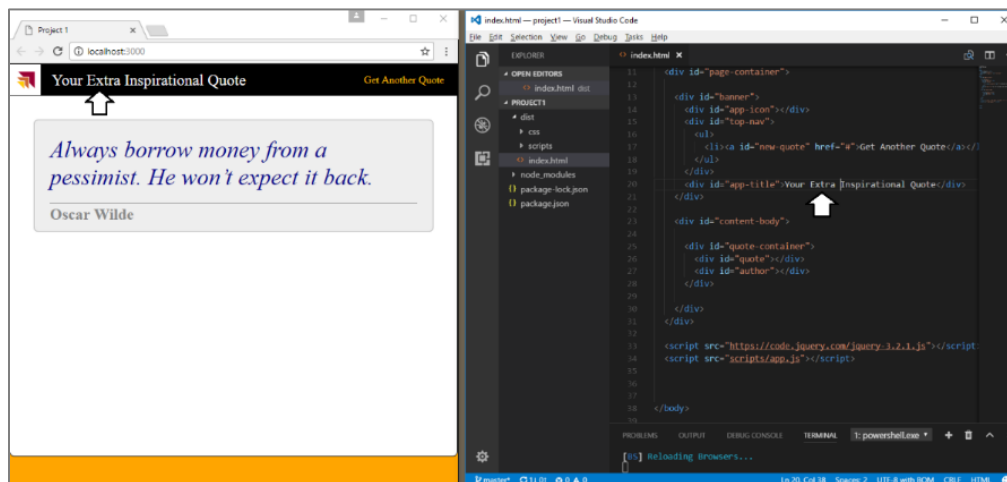 Project 1
localhost:3000
Your Extra Inspirational Quote
Get Another Quote
Always borrow money from a
pessimist. He won't expect it back.
Oscar Wilde
index.html — project1 — Visual Studio Code
File Edit Selection View Go Debug Tasks Help
EXPLORER
OPEN EDITORS
index.html dist
PROJECT1
dist
css
scripts
index.html
node_modules
package-lock.json
package.json
index.html
11 <div id="page-container">
12
13 <div id="banner">
14 <div id="app-icon"></div>
15 <div id="top-nav">
16 <ul>
17 <li><a id="new-quote" href="#">Get Another Quote</a></l
18 </ul>
19 </div>
20 <div id="app-title">Your Extra Inspirational Quote</div>
21 </div>
22
23 <div id="content-body">
24
25 <div id="quote-container">
26 <div id="quote"></div>
27 <div id="author"></div>
28 </div>
29
30 </div>
31 </div>
32
33 <script src="https://code.jquery.com/jquery-3.2.1.js"></script
34 <script src="scripts/app.js"></script>
35
36
37
38 </body>
39
PROBLEMS OUTPUT DEBUG CONSOLE TERMINAL 1: powershell.exe
[BS] Reloading Browsers...
master* Ln 20, Col 38 Spaces: 2 UTF-8 with BOM CRLF HTML